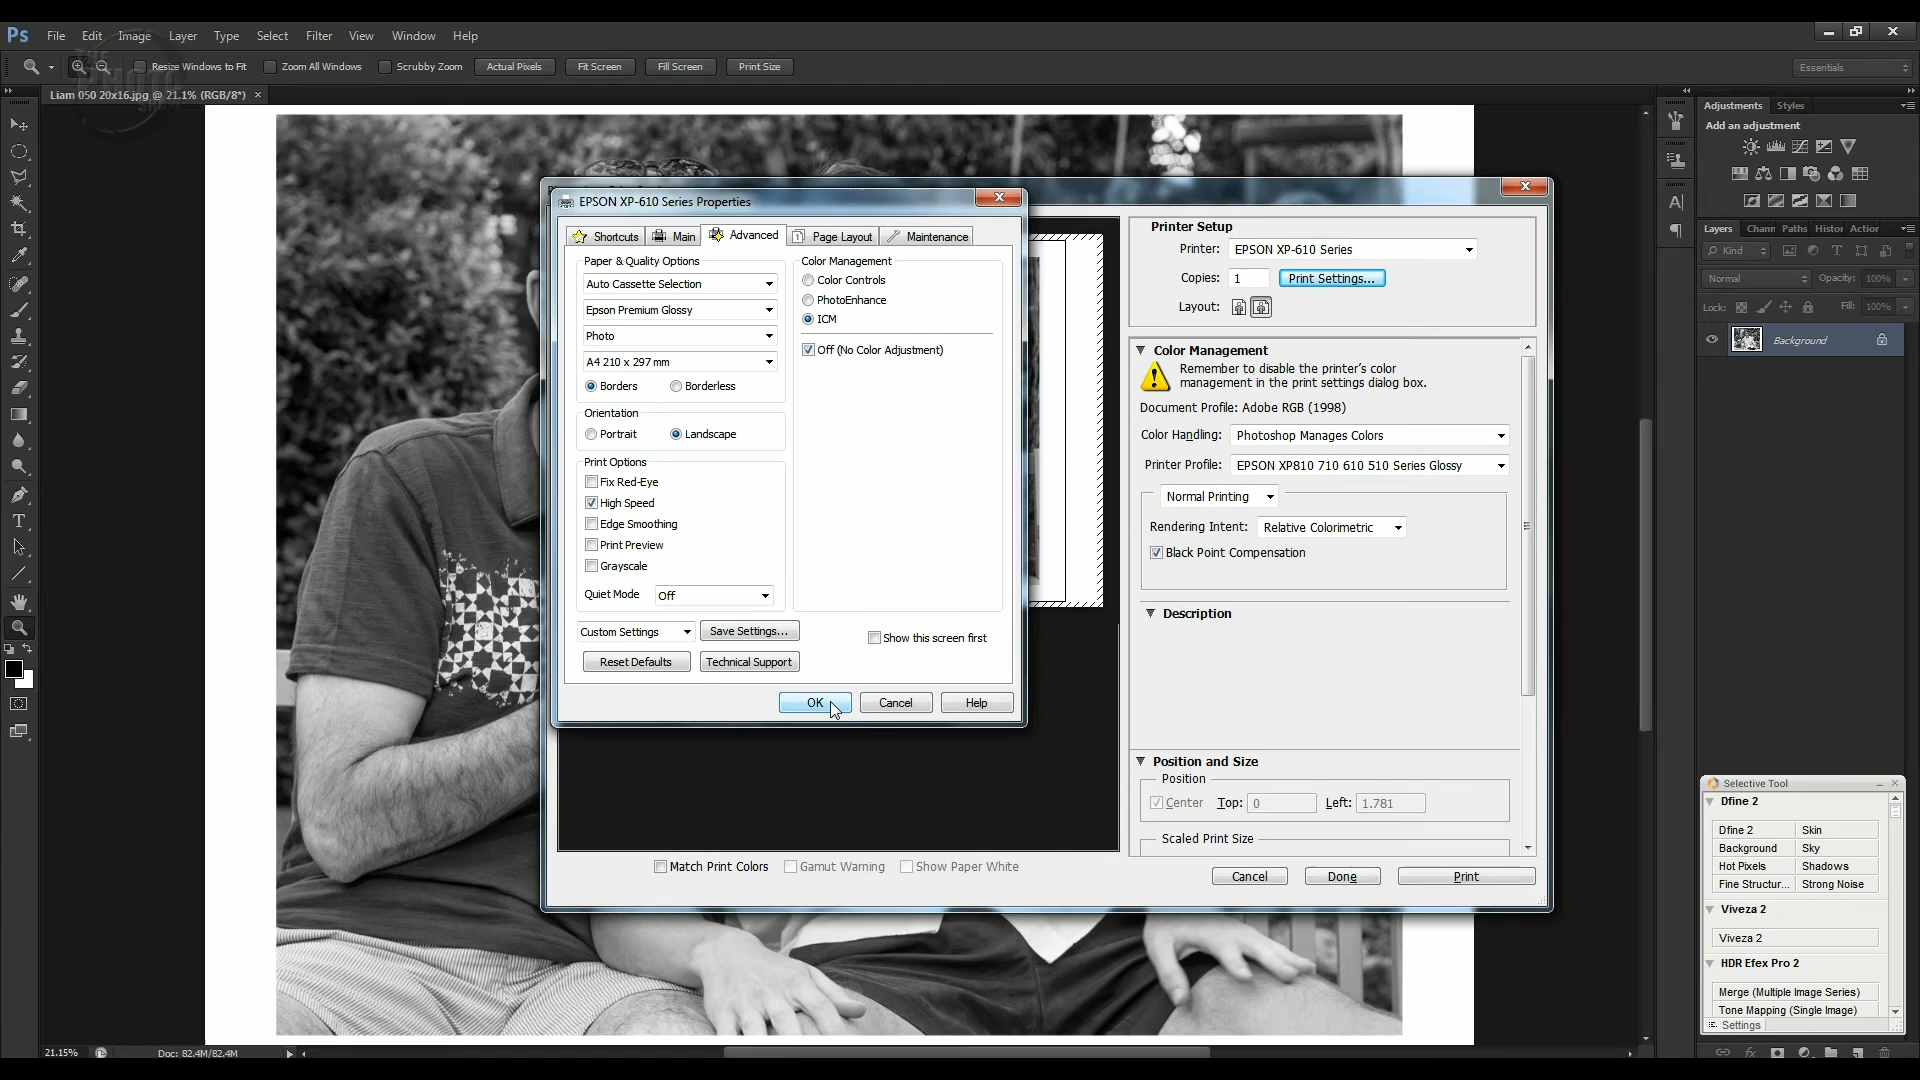 Ps File Edit Image Layer Type Select Filter View Window Help
Resize Windows to Fit Zoom All Windows Scrubby Zoom Actual Pixels Fit Screen Fill Screen Print Size Essentials
Liam 050 20x16.jpg @ 21.1% (RGB/8*) ×
Adjustments Styles
Add an adjustment
Layers Chann Paths Histor Action
Kind
Normal Opacity: 100%
Lock: Fill: 100%
Background
EPSON XP-610 Series Properties
Shortcuts Main Advanced Page Layout Maintenance
Paper & Quality Options
Auto Cassette Selection
Epson Premium Glossy
Photo
A4 210 x 297 mm
Borders Borderless
Orientation
Portrait Landscape
Print Options
Fix Red-Eye
High Speed
Edge Smoothing
Print Preview
Grayscale
Quiet Mode Off
Color Management
Color Controls
PhotoEnhance
ICM
Off (No Color Adjustment)
Custom Settings Save Settings...
Show this screen first
Reset Defaults Technical Support
OK Cancel Help
Printer Setup
Printer: EPSON XP-610 Series
Copies: 1 Print Settings...
Layout:
Color Management
Remember to disable the printer's color
management in the print settings dialog box.
Document Profile: Adobe RGB (1998)
Color Handling: Photoshop Manages Colors
Printer Profile: EPSON XP810 710 610 510 Series Glossy
Normal Printing
Rendering Intent: Relative Colorimetric
Black Point Compensation
Description
Position and Size
Position
Center Top: 0 Left: 1.781
Scaled Print Size
Match Print Colors Gamut Warning Show Paper White
Cancel Done Print
Selective Tool
Dfine 2
Dfine 2 Skin
Background Sky
Hot Pixels Shadows
Fine Structur... Strong Noise
Viveza 2
Viveza 2
HDR Efex Pro 2
Merge (Multiple Image Series)
Tone Mapping (Single Image)
Settings
21.15% Doc: 82.4M/82.4M